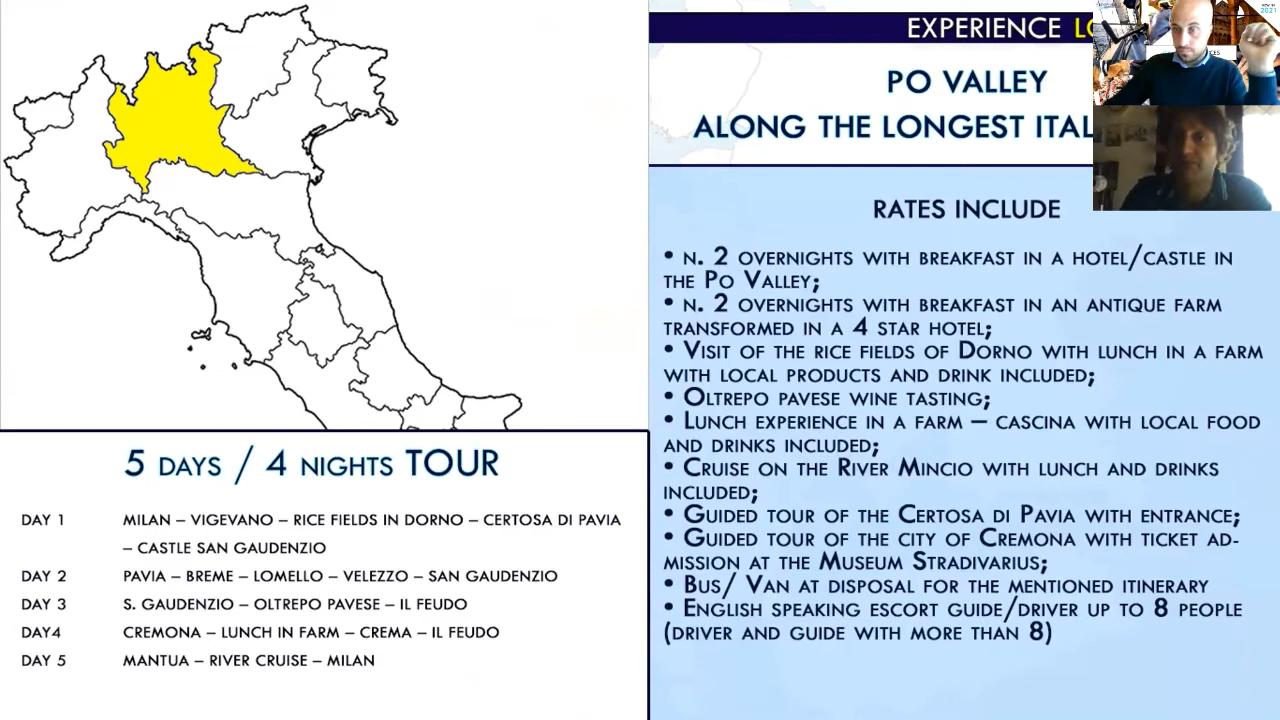 EXPERIENCE
PO VALLEY
ALONG THE LONGEST
RATES INCLUDE
• N. 2 OVERNIGHTS WITH BREAKFAST IN A HOTEL/CASTLE IN
THE PO VALLEY;
• N. 2 OVERNIGHTS WITH BREAKFAST IN AN ANTIQUE FARM
TRANSFORMED IN A 4 STAR HOTEL;
• VISIT OF THE RICE FIELDS OF DORNO WITH LUNCH IN A FARM
WITH LOCAL PRODUCTS AND DRINK INCLUDED;
• OLTREPO PAVESE WINE TASTING;
• LUNCH EXPERIENCE IN A FARM – CASCINA WITH LOCAL FOOD
AND DRINKS INCLUDED;
• CRUISE ON THE RIVER MINCIO WITH LUNCH AND DRINKS
INCLUDED;
• GUIDED TOUR OF THE CERTOSA DI PAVIA WITH ENTRANCE;
• GUIDED TOUR OF THE CITY OF CREMONA WITH TICKET AD-
MISSION AT THE MUSEUM STRADIVARIUS;
• BUS/ VAN AT DISPOSAL FOR THE MENTIONED ITINERARY
• ENGLISH SPEAKING ESCORT GUIDE/DRIVER UP TO 8 PEOPLE
(DRIVER AND GUIDE WITH MORE THAN 8)
5 DAYS / 4 NIGHTS TOUR
DAY 1 MILAN – VIGEVANO – RICE FIELDS IN DORNO – CERTOSA DI PAVIA
– CASTLE SAN GAUDENZIO
DAY 2 PAVIA – BREME – LOMELLO – VELEZZO – SAN GAUDENZIO
DAY 3 S. GAUDENZIO – OLTREPO PAVESE – IL FEUDO
DAY4 CREMONA – LUNCH IN FARM – CREMA – IL FEUDO
DAY 5 MANTUA – RIVER CRUISE – MILAN
2021